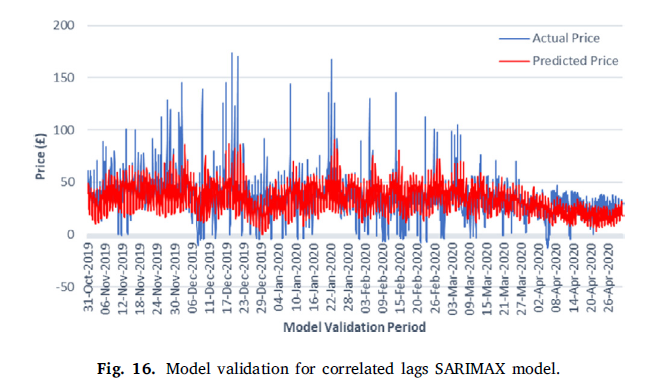 200
Actual Price
Predicted Price
150
100
Price (£)
50
0
-50
31-Oct-2019
06-Nov-2019
12-Nov-2019
18-Nov-2019
24-Nov-2019
30-Nov-2019
06-Dec-2019
11-Dec-2019
17-Dec-2019
23-Dec-2019
29-Dec-2019
04-Jan-2020
10-Jan-2020
16-Jan-2020
22-Jan-2020
28-Jan-2020
03-Feb-2020
09-Feb-2020
15-Feb-2020
20-Feb-2020
26-Feb-2020
03-Mar-2020
09-Mar-2020
15-Mar-2020
21-Mar-2020
27-Mar-2020
02-Apr-2020
08-Apr-2020
14-Apr-2020
20-Apr-2020
26-Apr-2020
Model Validation Period
Fig. 16. Model validation for correlated lags SARIMAX model.